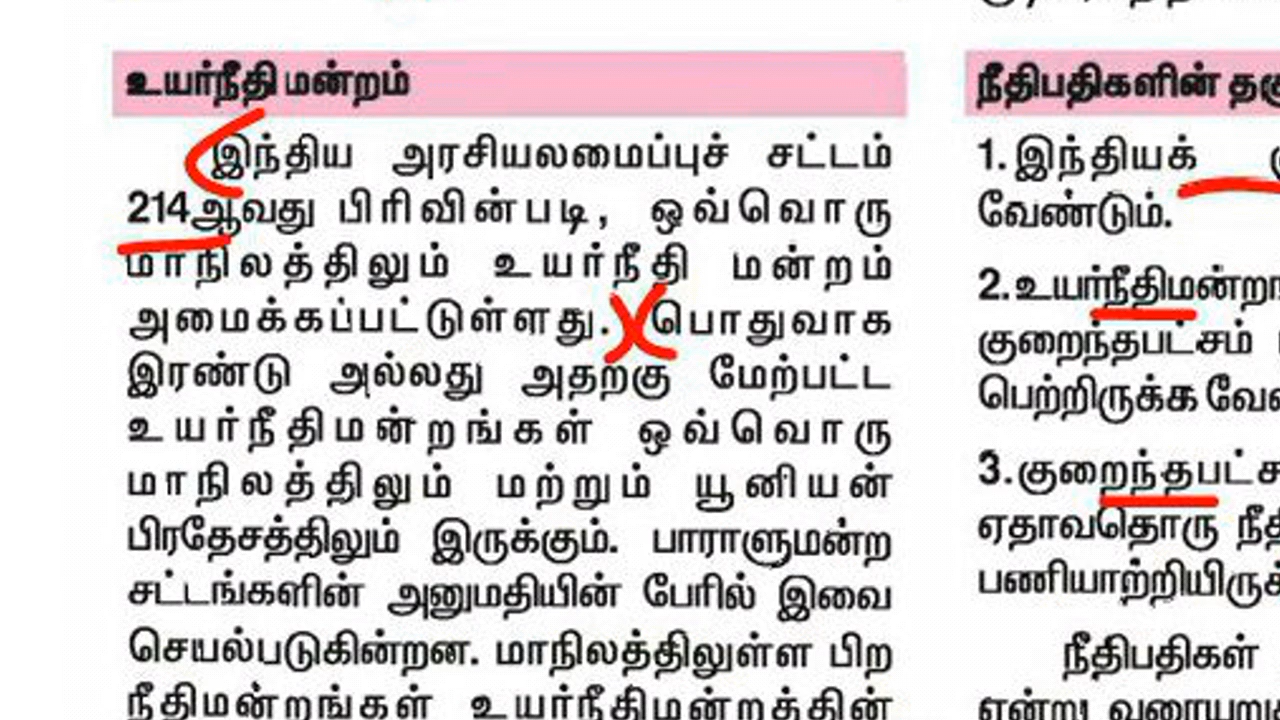 உயர்நீதி மன்றம்
இந்திய அரசியலமைப்புச் சட்டம்
214ஆவது பிரிவின்படி, ஒவ்வொரு
மாநிலத்திலும் உயர்நீதி மன்றம்
அமைக்கப்பட்டுள்ளது. பொதுவாக
இரண்டு அல்லது அதற்கு மேற்பட்ட
உயர்நீதிமன்றங்கள் ஒவ்வொரு
மாநிலத்திலும் மற்றும் யூனியன்
பிரதேசத்திலும் இருக்கும். பாராளுமன்ற
சட்டங்களின் அனுமதியின் பேரில் இவை
செயல்படுகின்றன. மாநிலத்திலுள்ள பிற
நீதிமன்றங்கள் உயர்நீதிமன்றத்தின்
நீதிபதிகளின்
1. இந்தியக்
வேண்டும்.
2. உயர்நீதிமன்ற
குறைந்தபட்சம்
பெற்றிருக்க
3. குறைந்தபட்ச
ஏதாவதொரு
பணியாற்றியிருக்
நீதிபதிகள்
என்று